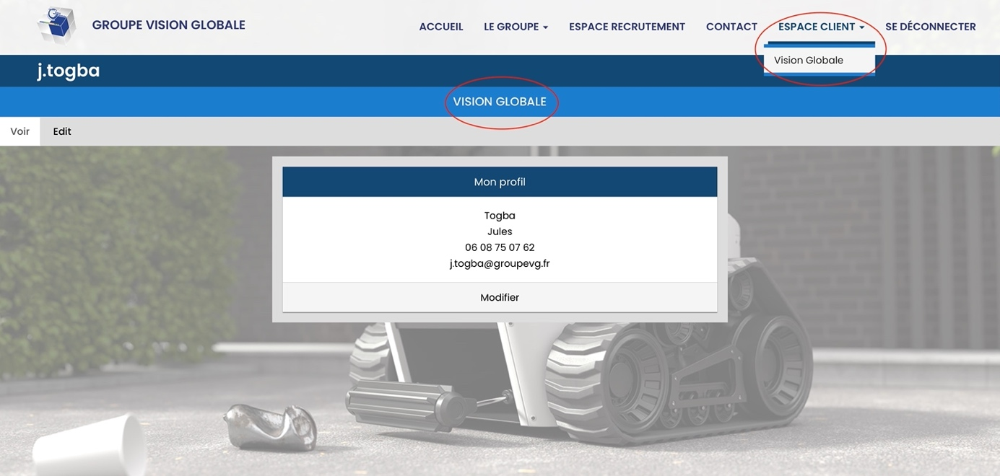 GROUPE VISION GLOBALE
ACCUEIL LE GROUPE ESPACE RECRUTEMENT CONTACT ESPACE CLIENT SE DÉCONNECTER
Vision Globale
j.togba
VISION GLOBALE
Voir Edit
Mon profil
Togba
Jules
06 08 75 07 62
j.togba@groupevg.fr
Modifier